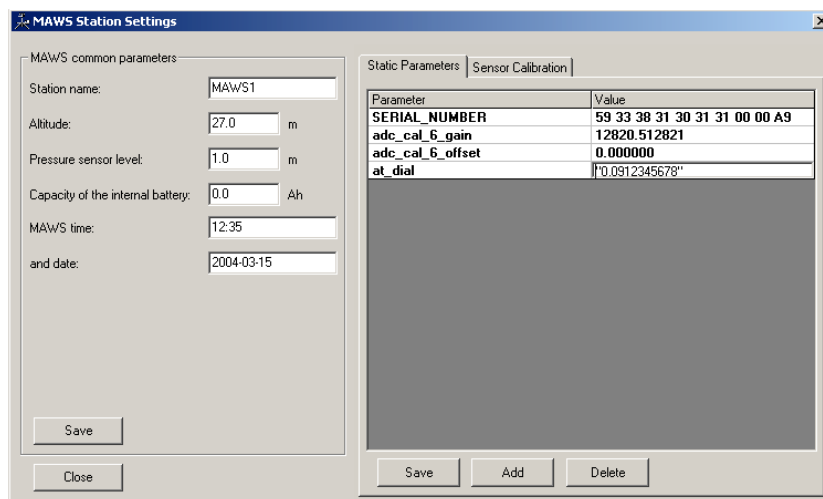 MAWS Station Settings
MAWS common parameters
Station name: MAWS1
Altitude: 27.0 m
Pressure sensor level: 1.0 m
Capacity of the internal battery: 0.0 Ah
MAWS time: 12:35
and date: 2004-03-15
Save
Close
Static Parameters Sensor Calibration
Parameter Value
SERIAL_NUMBER 59 33 38 31 30 31 31 00 00 A9
adc_cal_6_gain 12820.512821
adc_cal_6_offset 0.000000
at_dial "0.0912345678"
Save Add Delete